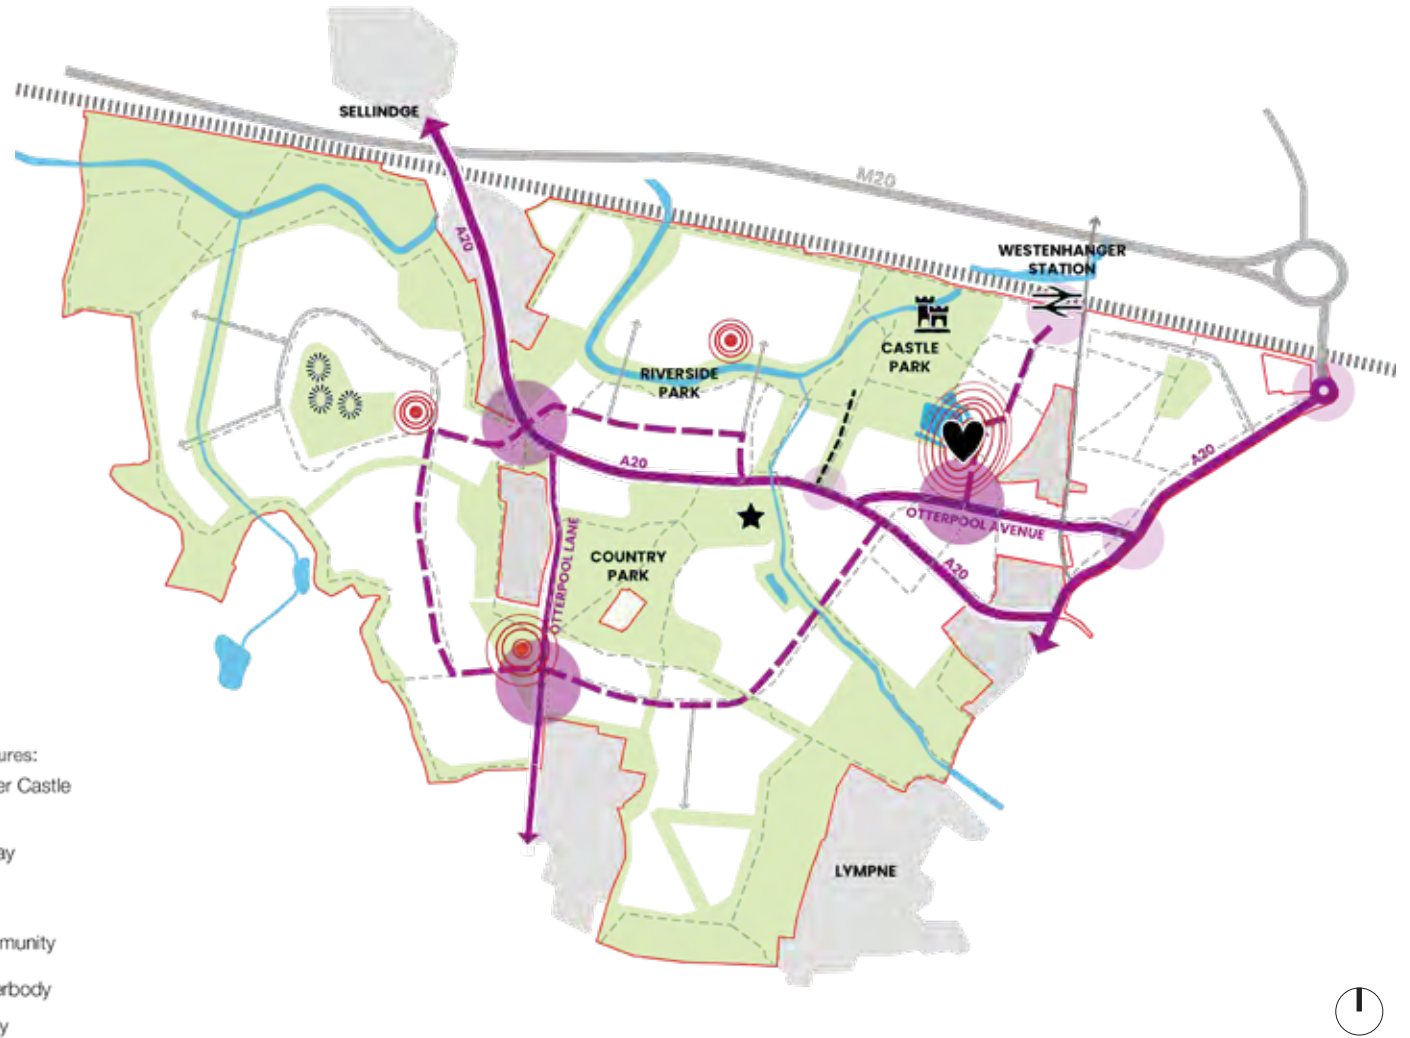 SELLINDGE
M20
A20
WESTENHANGER
STATION
CASTLE
PARK
RIVERSIDE
PARK
A20
A20
OTTERPOOL AVENUE
OTTERPOOL LANE
COUNTRY
PARK
A20
ures:
er Castle
ay
LYMPNE
munity
erbody
y